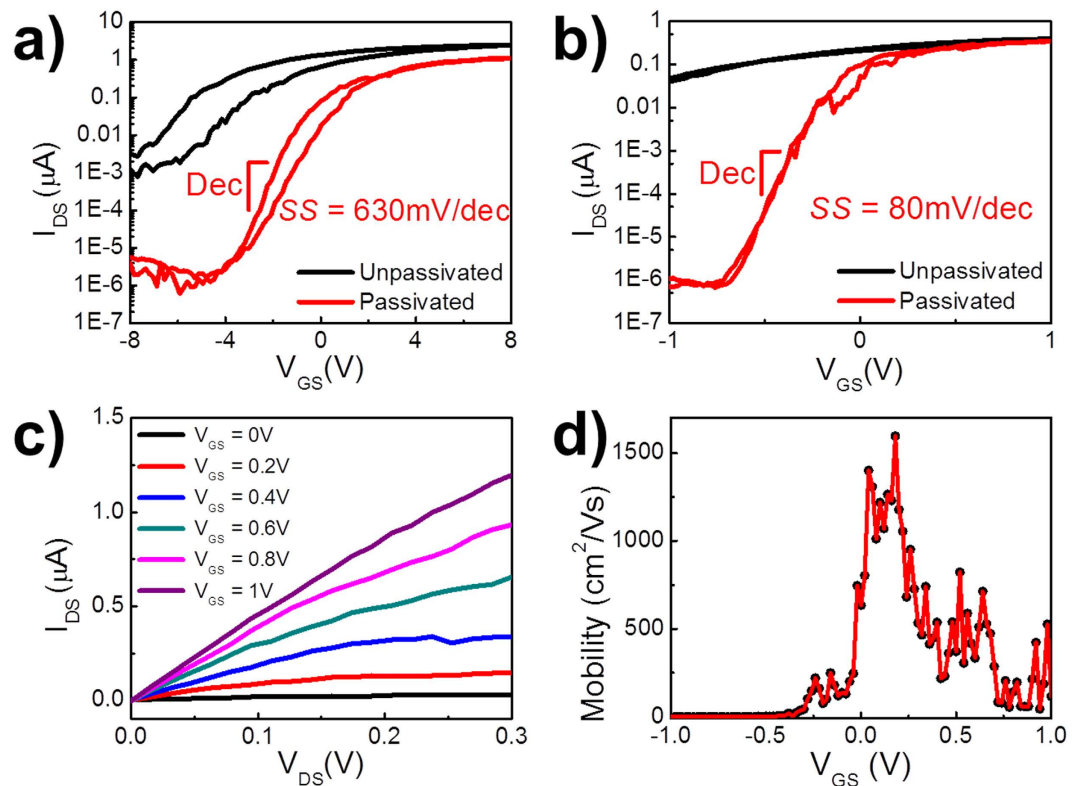 a)
I_DS (μA)
10
1
0.1
0.01
1E-3
1E-4
1E-5
1E-6
1E-7
Dec
SS = 630mV/dec
Unpassivated
Passivated
-8 -4 0 4 8
V_GS(V)
b)
I_DS (μA)
10
1
0.1
0.01
1E-3
1E-4
1E-5
1E-6
1E-7
Dec
SS = 80mV/dec
Unpassivated
Passivated
-1 0 1
V_GS(V)
c)
I_DS (μA)
1.5
1.0
0.5
0.0
V_GS = 0V
V_GS = 0.2V
V_GS = 0.4V
V_GS = 0.6V
V_GS = 0.8V
V_GS = 1V
0.0 0.1 0.2 0.3
V_DS(V)
d)
Mobility (cm²/Vs)
1500
1000
500
0
-1.0 -0.5 0.0 0.5 1.0
V_GS(V)